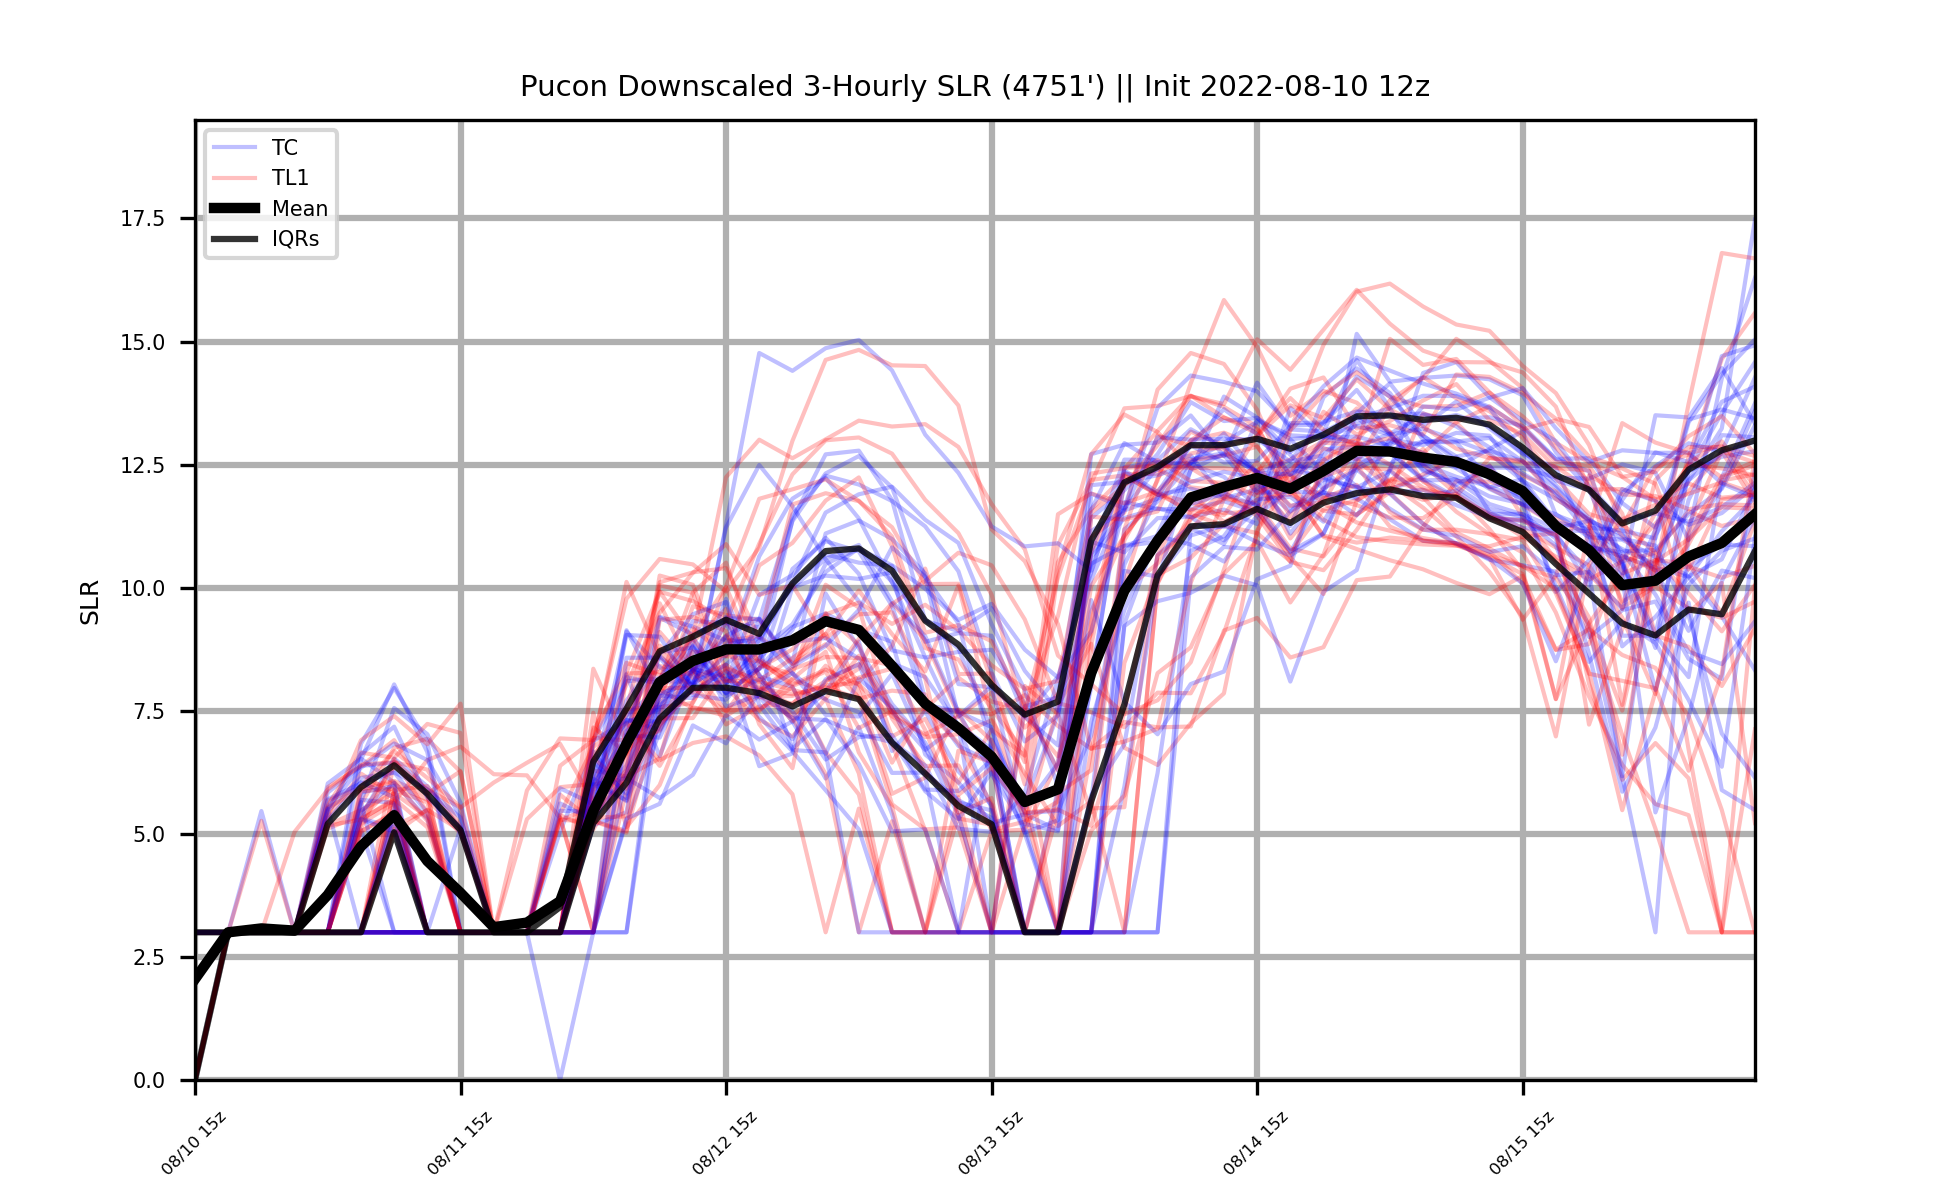 Pucon Downscaled 3-Hourly SLR (4751') || Init 2022-08-10 12z
TC
TL1
Mean
IQRs
SLR
17.5
15.0
12.5
10.0
7.5
5.0
2.5
0.0
08/10 15z
08/11 15z
08/12 15z
08/13 15z
08/14 15z
08/15 15z